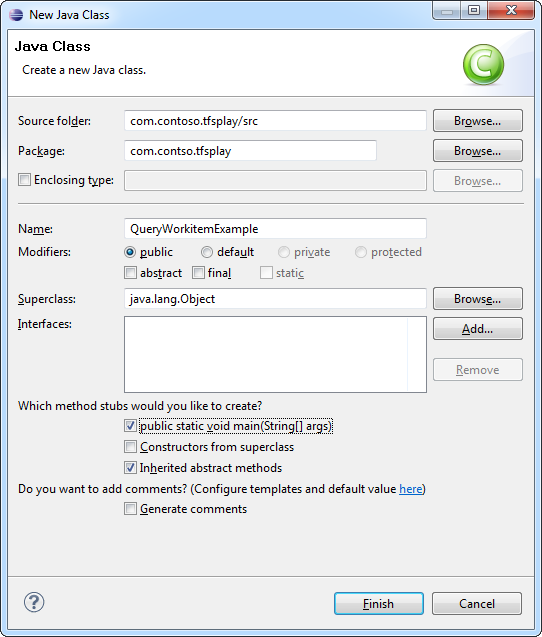 New Java Class
Java Class
Create a new Java class.
C
Source folder: com.contoso.tfsplay/src Browse...
Package: com.contso.tfsplay Browse...
Enclosing type: Browse...
Name: QueryWorkitemExample
Modifiers: public default private protected
abstract final static
Superclass: java.lang.Object Browse...
Interfaces: Add...
Remove
Which method stubs would you like to create?
public static void main(String[] args)
Constructors from superclass
Inherited abstract methods
Do you want to add comments? (Configure templates and default value here)
Generate comments
? Finish Cancel